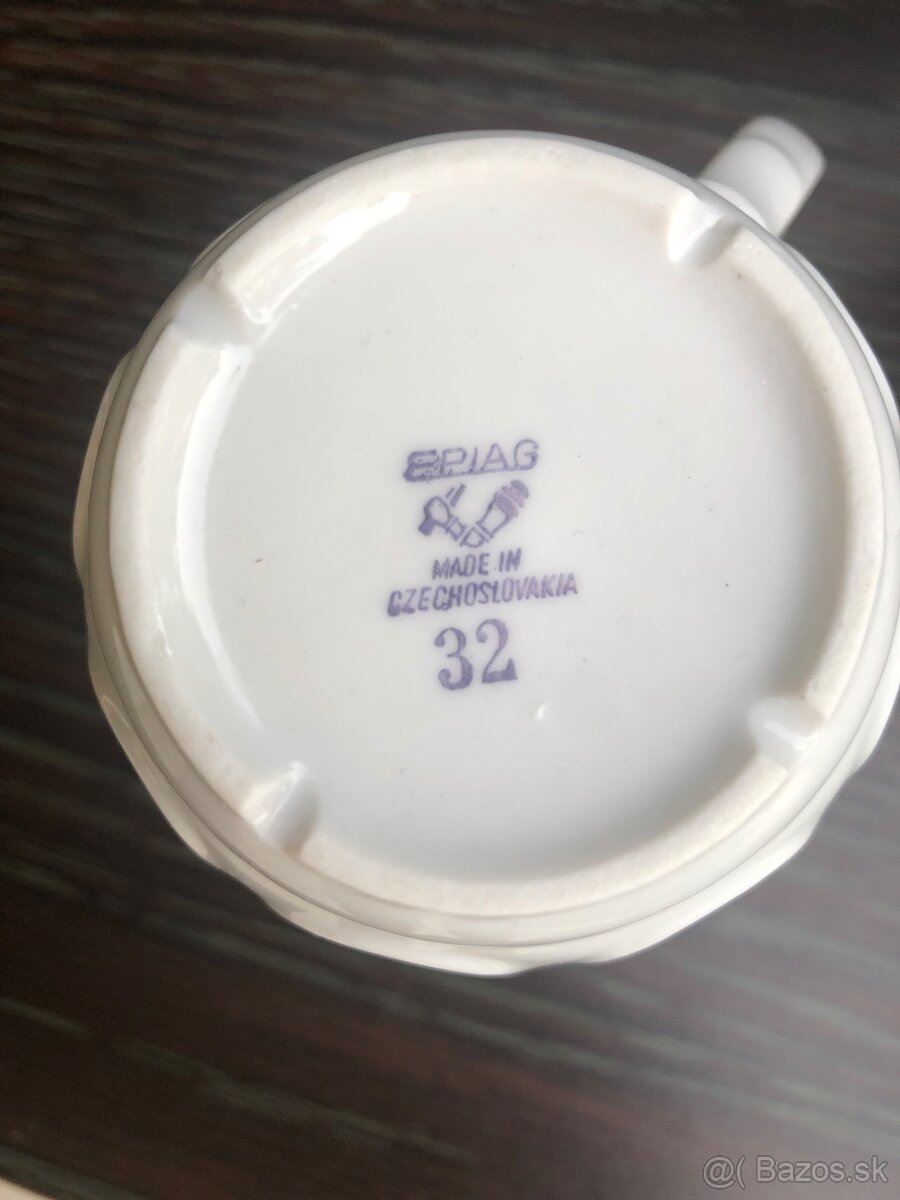 EPIAG
MADE IN
CZECHOSLOVAKIA
32
@( Bazos.sk